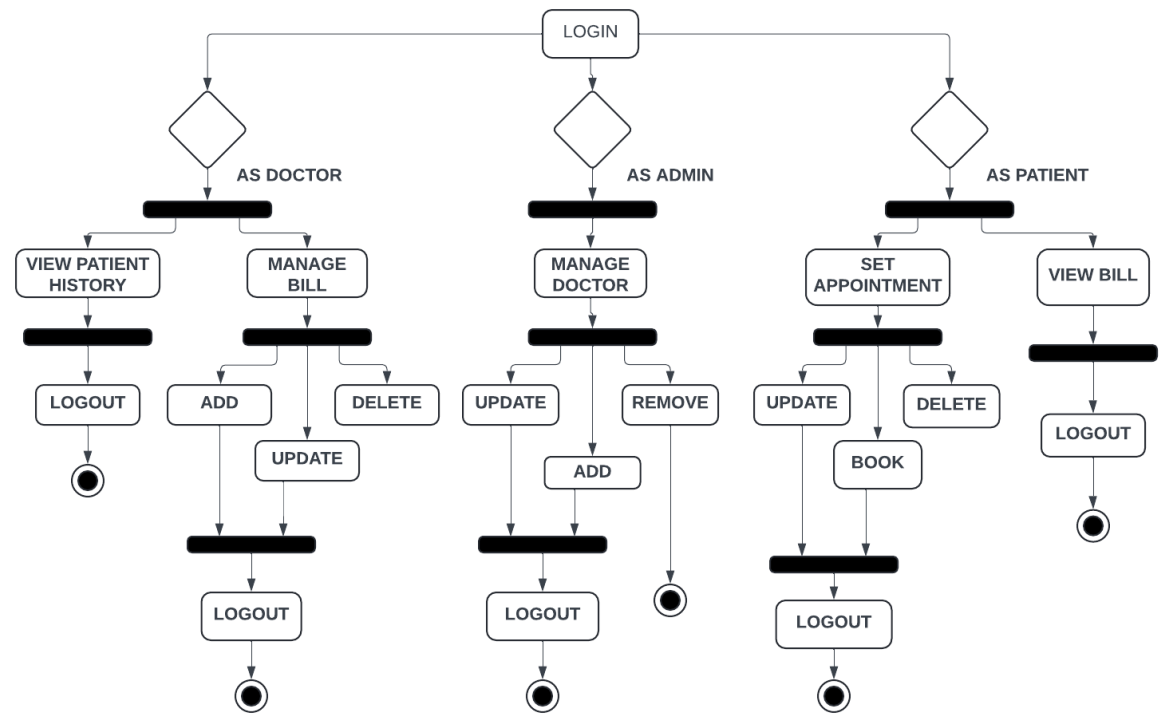 LOGIN
AS DOCTOR
AS ADMIN
AS PATIENT
VIEW PATIENT
HISTORY
MANAGE
BILL
MANAGE
DOCTOR
SET
APPOINTMENT
VIEW BILL
LOGOUT
ADD
DELETE
UPDATE
REMOVE
UPDATE
DELETE
LOGOUT
UPDATE
ADD
BOOK
LOGOUT
LOGOUT
LOGOUT